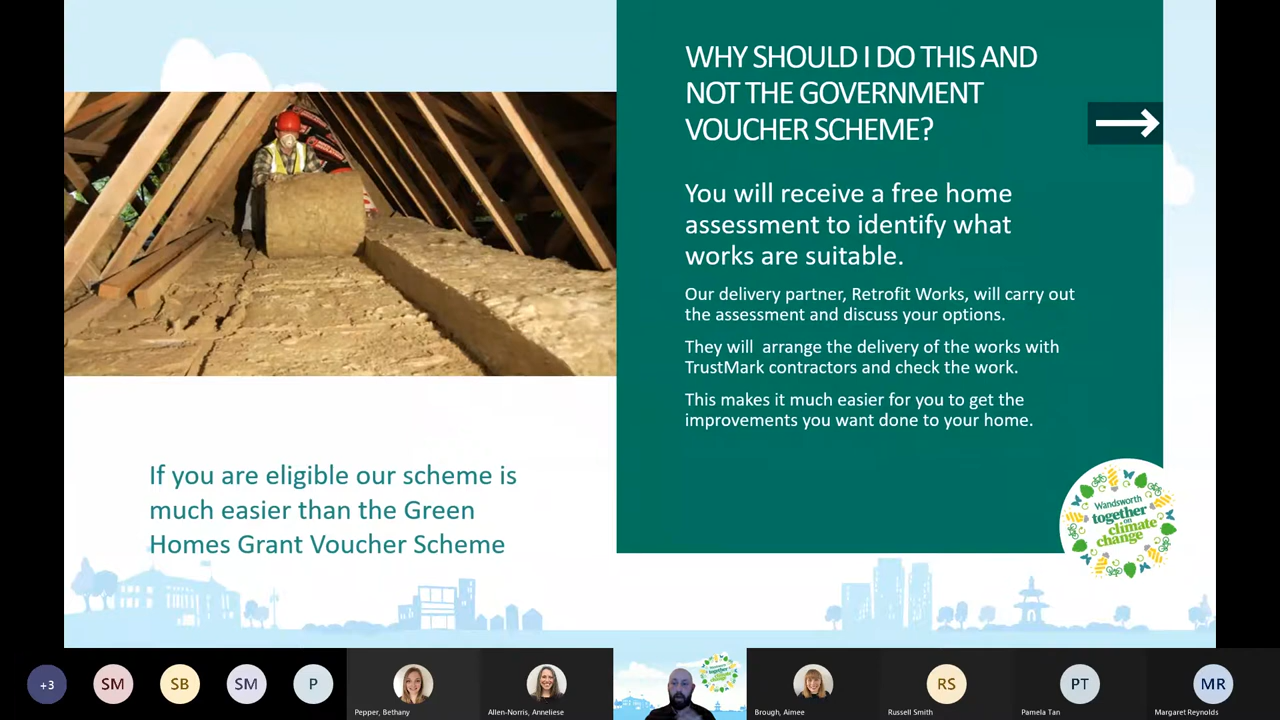 WHY SHOULD I DO THIS AND
NOT THE GOVERNMENT
VOUCHER SCHEME?
You will receive a free home
assessment to identify what
works are suitable.
Our delivery partner, Retrofit Works, will carry out
the assessment and discuss your options.
They will arrange the delivery of the works with
TrustMark contractors and check the work.
This makes it much easier for you to get the
improvements you want done to your home.
If you are eligible our scheme is
much easier than the Green
Homes Grant Voucher Scheme
Wandsworth
together
on
climate
change
+3
SM
SB
SM
P
Pepper, Bethany
Allen-Norris, Anneliese
Wandsworth
together
climate
change
Brough, Aimee
RS
Russell Smith
PT
Pamela Tan
MR
Margaret Reynolds